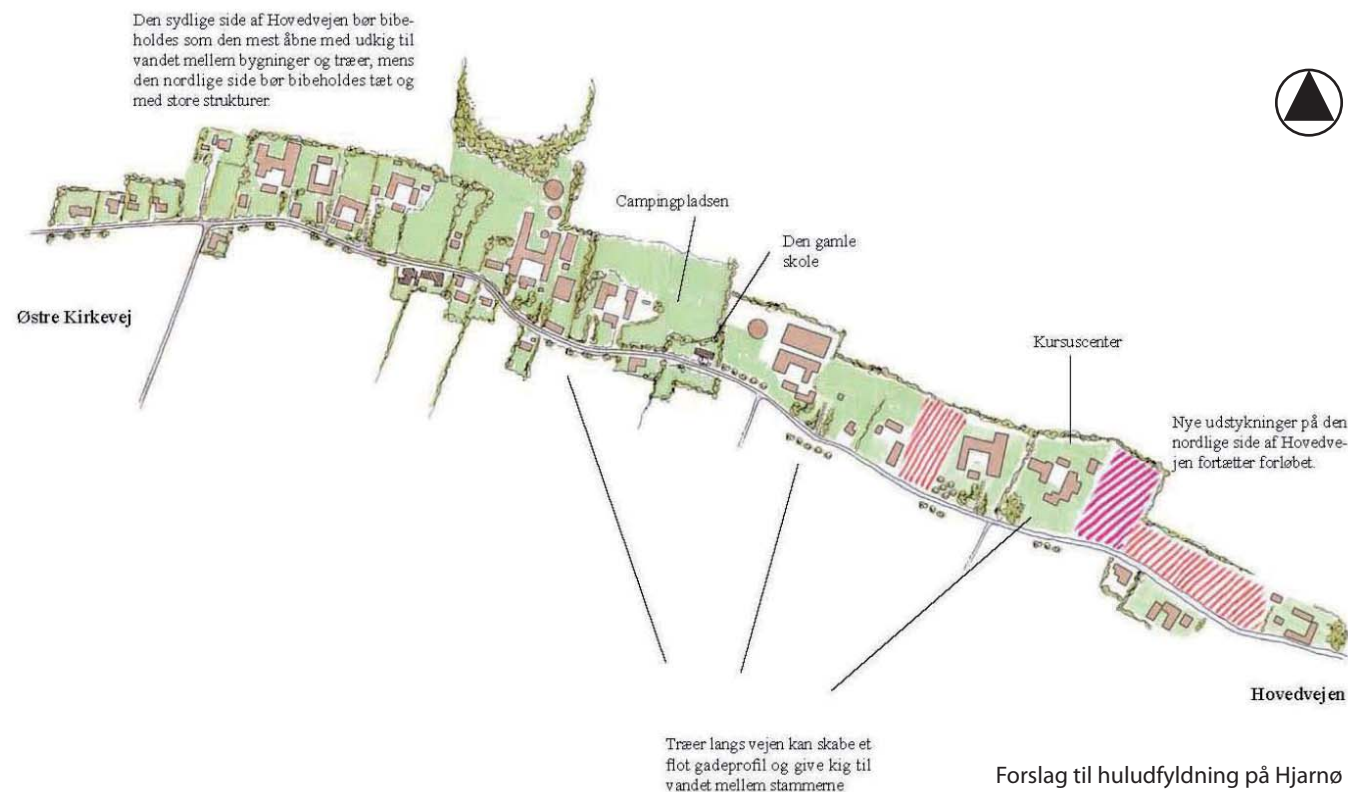 Den sydlige side af Hovedvejen bør bibe-
holdes som den mest åbne med udkig til
vandet mellem bygninger og træer, mens
den nordlige side bør bibeholdes tæt og
med store strukturer.
Campingpladsen
Den gamle
skole
Østre Kirkevej
Kursuscenter
Nye udstykninger på den
nordlige side af Hovedve-
jen fortætter forløbet.
Hovedvejen
Træer langs vejen kan skabe et
flot gadeprofil og give kig til
vandet mellem stammerne
Forslag til huludfyldning på Hjarnø